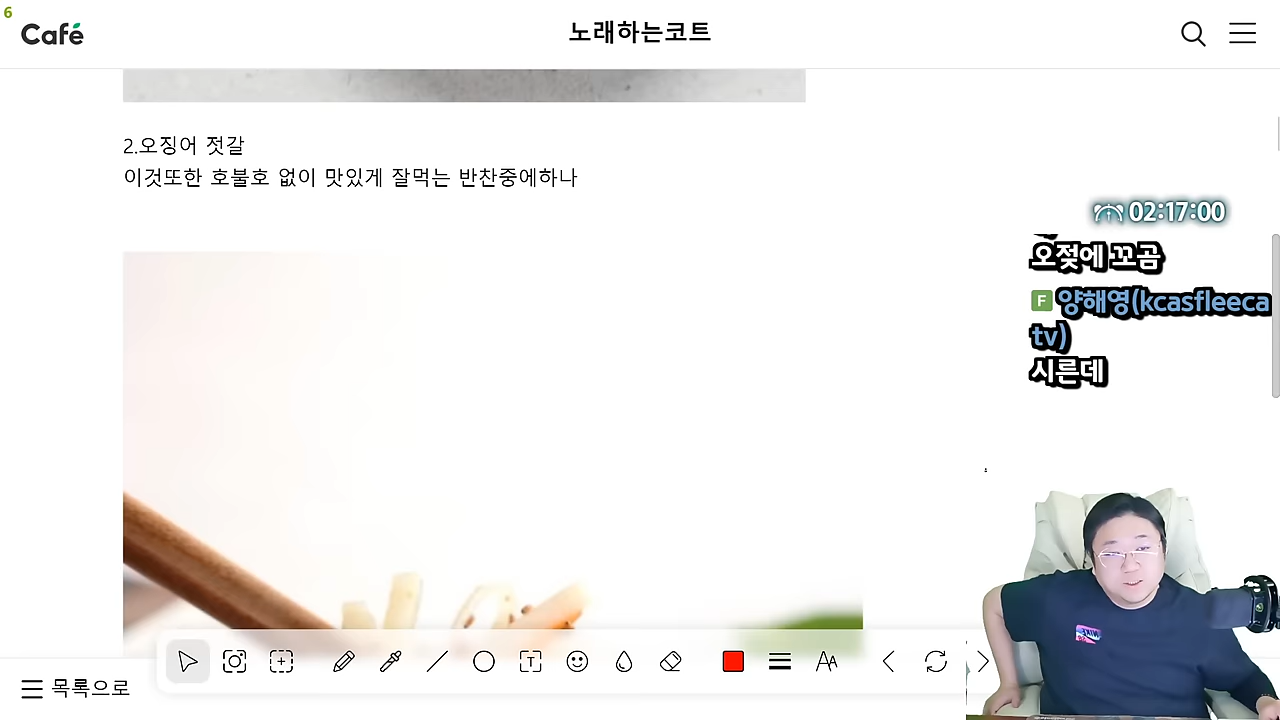 6
Café
노래하는코트
2.오징어 젓갈
이것또한 호불호 없이 맛있게 잘먹는 반찬중에하나
02:17:00
오젖에 꼬곰
F 양해영(kcasfleeca
tv)
시른데
목록으로